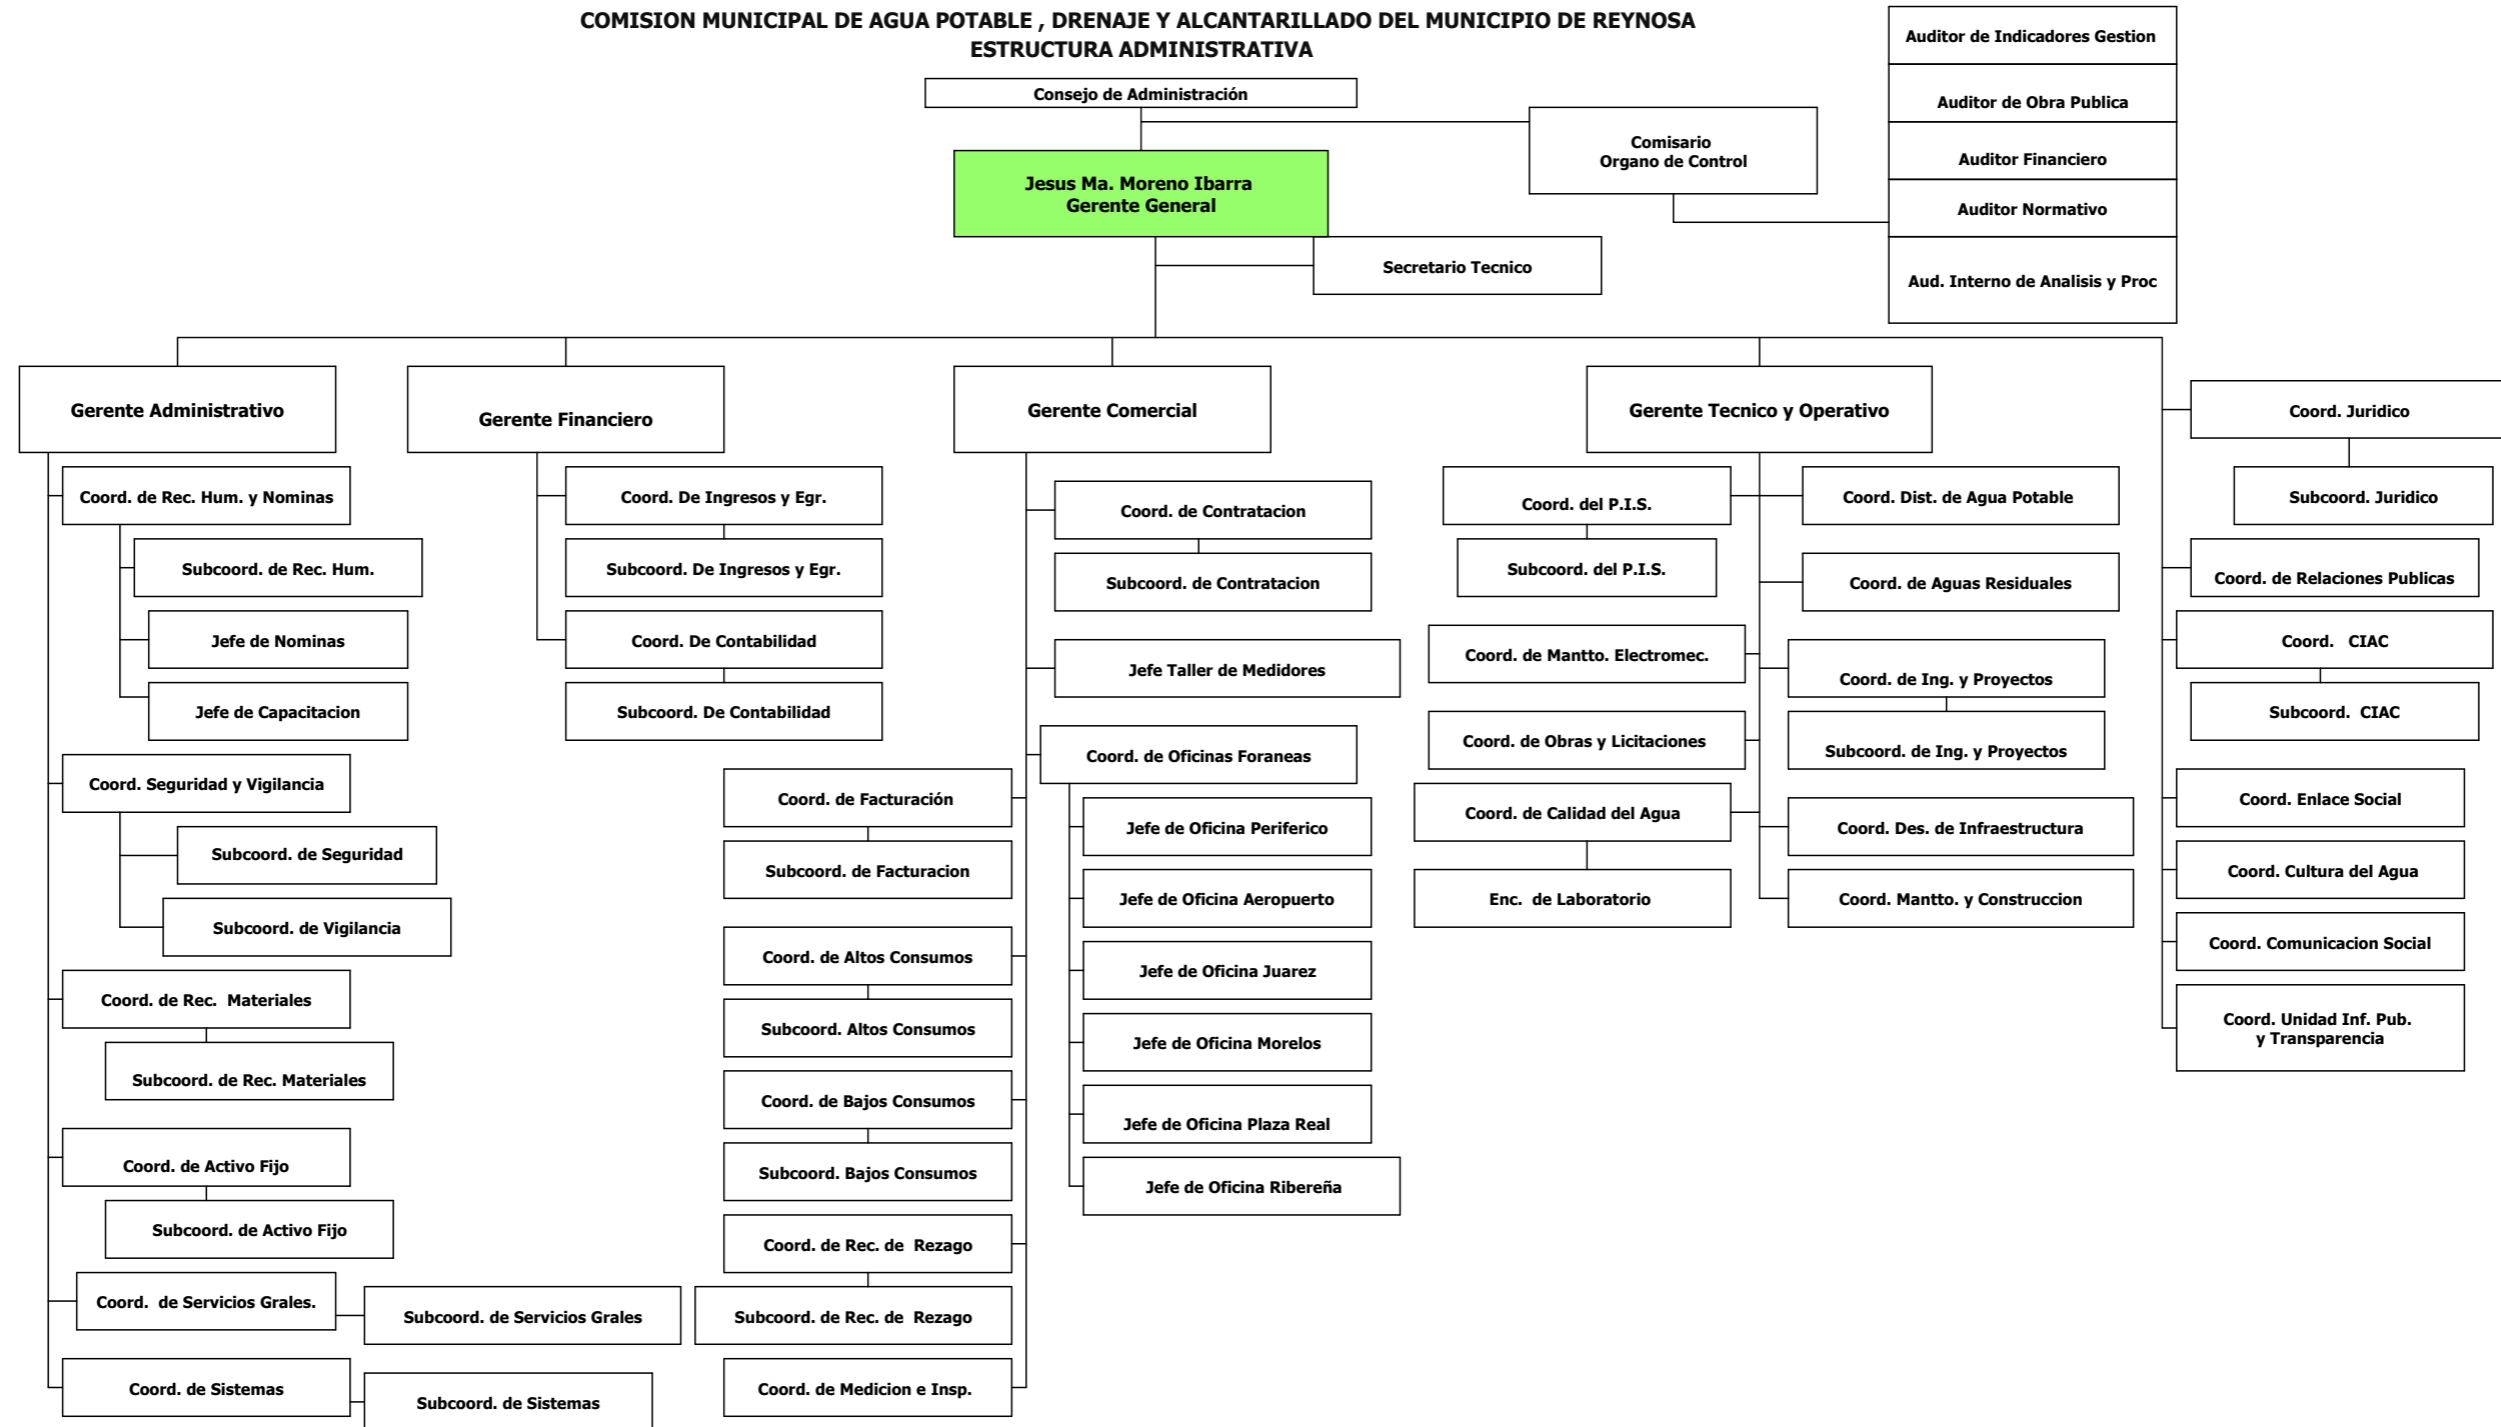 COMISION MUNICIPAL DE AGUA POTABLE , DRENAJE Y ALCANTARILLADO DEL MUNICIPIO DE REYNOSA
ESTRUCTURA ADMINISTRATIVA
Consejo de Administración
Comisario
Organo de Control
Auditor de Indicadores Gestion
Auditor de Obra Publica
Auditor Financiero
Auditor Normativo
Aud. Interno de Analisis y Proc
Jesus Ma. Moreno Ibarra
Gerente General
Secretario Tecnico
Gerente Administrativo
Coord. de Rec. Hum. y Nominas
Subcoord. de Rec. Hum.
Jefe de Nominas
Jefe de Capacitacion
Coord. Seguridad y Vigilancia
Subcoord. de Seguridad
Subcoord. de Vigilancia
Coord. de Rec. Materiales
Subcoord. de Rec. Materiales
Coord. de Activo Fijo
Subcoord. de Activo Fijo
Coord. de Servicios Grales.
Subcoord. de Servicios Grales
Coord. de Sistemas
Subcoord. de Sistemas
Gerente Financiero
Coord. De Ingresos y Egr.
Subcoord. De Ingresos y Egr.
Coord. De Contabilidad
Subcoord. De Contabilidad
Gerente Comercial
Coord. de Contratacion
Subcoord. de Contratacion
Jefe Taller de Medidores
Coord. de Oficinas Foraneas
Jefe de Oficina Periferico
Jefe de Oficina Aeropuerto
Jefe de Oficina Juarez
Jefe de Oficina Morelos
Jefe de Oficina Plaza Real
Jefe de Oficina Ribereña
Coord. de Facturación
Subcoord. de Facturacion
Coord. de Altos Consumos
Subcoord. Altos Consumos
Coord. de Bajos Consumos
Subcoord. Bajos Consumos
Coord. de Rec. de Rezago
Subcoord. de Rec. de Rezago
Coord. de Medicion e Insp.
Gerente Tecnico y Operativo
Coord. del P.I.S.
Subcoord. del P.I.S.
Coord. de Mantto. Electromec.
Coord. de Obras y Licitaciones
Coord. de Calidad del Agua
Enc. de Laboratorio
Coord. Dist. de Agua Potable
Coord. de Aguas Residuales
Coord. de Ing. y Proyectos
Subcoord. de Ing. y Proyectos
Coord. Des. de Infraestructura
Coord. Mantto. y Construccion
Coord. Juridico
Subcoord. Juridico
Coord. de Relaciones Publicas
Coord. CIAC
Subcoord. CIAC
Coord. Enlace Social
Coord. Cultura del Agua
Coord. Comunicacion Social
Coord. Unidad Inf. Pub.
y Transparencia